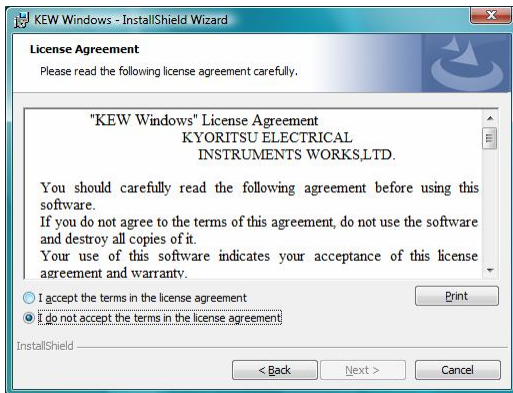 KEW Windows - InstallShield Wizard
License Agreement
Please read the following license agreement carefully.
"KEW Windows" License Agreement
KYORITSU ELECTRICAL
INSTRUMENTS WORKS,LTD.
You should carefully read the following agreement before using this
software.
If you do not agree to the terms of this agreement, do not use the software
and destroy all copies of it.
Your use of this software indicates your acceptance of this license
agreement and warranty.
I accept the terms in the license agreement
Print
I do not accept the terms in the license agreement
InstallShield
< Back
Next >
Cancel